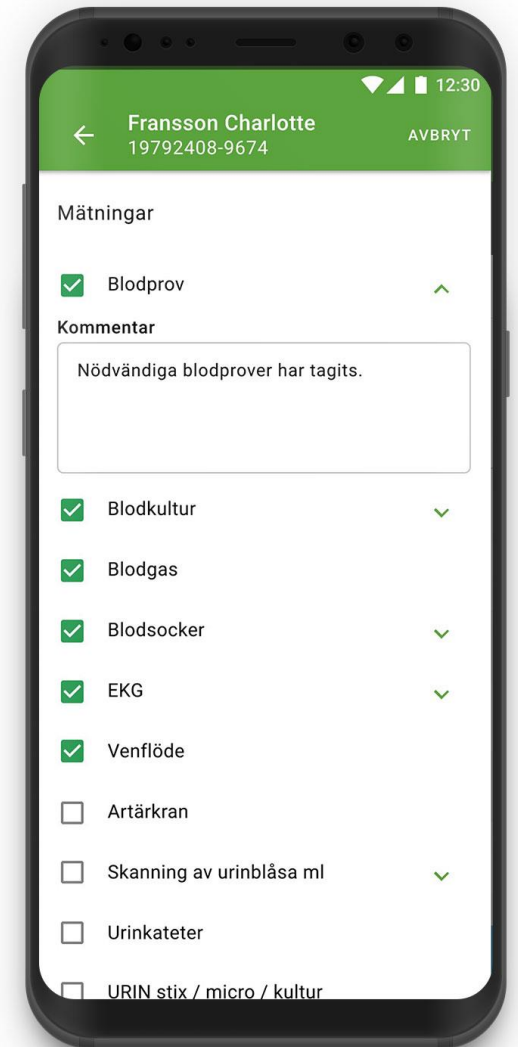 12:30
Fransson Charlotte
19792408-9674
AVBRYT
Mätningar
Blodprov
Kommentar
Nödvändiga blodprover har tagits.
Blodkultur
Blodgas
Blodsocker
EKG
Venflöde
Artärkran
Skanning av urinblåsa ml
Urinkateter
URIN stix / micro / kultur